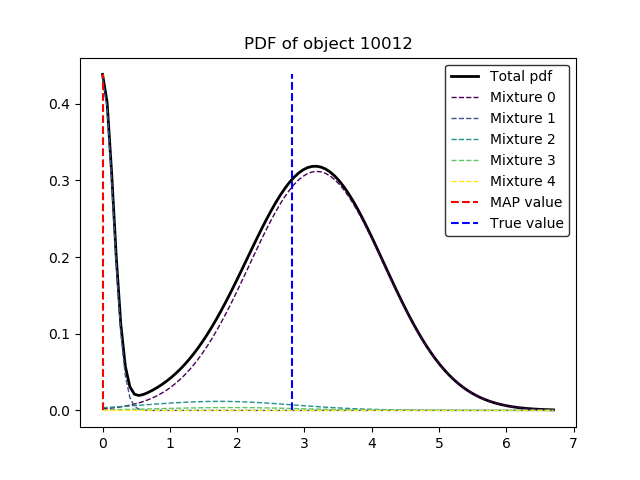 PDF of object 10012
Total pdf
Mixture 0
Mixture 1
Mixture 2
Mixture 3
Mixture 4
MAP value
True value
0.4
0.3
0.2
0.1
0.0
0 1 2 3 4 5 6 7